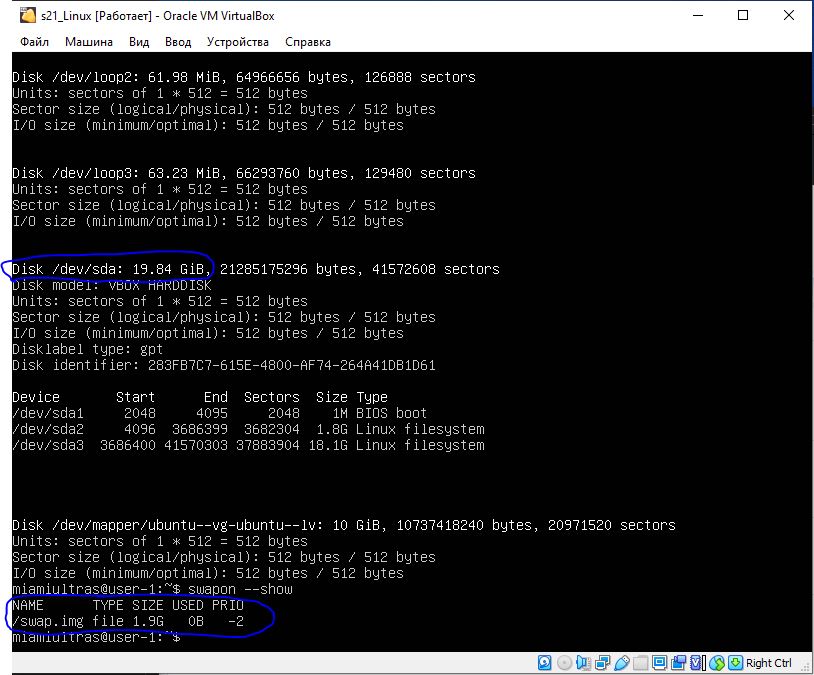 s21_Linux [Работает] - Oracle VM VirtualBox
Файл Машина Вид Ввод Устройства Справка
Disk /dev/loop2: 61.98 MiB, 64966656 bytes, 126888 sectors
Units: sectors of 1 * 512 = 512 bytes
Sector size (logical/physical): 512 bytes / 512 bytes
I/O size (minimum/optimal): 512 bytes / 512 bytes
Disk /dev/loop3: 63.23 MiB, 66293760 bytes, 129480 sectors
Units: sectors of 1 * 512 = 512 bytes
Sector size (logical/physical): 512 bytes / 512 bytes
I/O size (minimum/optimal): 512 bytes / 512 bytes
Disk /dev/sda: 19.84 GiB, 21285175296 bytes, 41572608 sectors
Disk model: VBOX HARDDISK
Units: sectors of 1 * 512 = 512 bytes
Sector size (logical/physical): 512 bytes / 512 bytes
I/O size (minimum/optimal): 512 bytes / 512 bytes
Disklabel type: gpt
Disk identifier: 283FB7C7-615E-4800-AF74-264A41DB1D61
Device Start End Sectors Size Type
/dev/sda1 2048 4095 2048 1M BIOS boot
/dev/sda2 4096 3686399 3682304 1.8G Linux filesystem
/dev/sda3 3686400 41570303 37883904 18.1G Linux filesystem
Disk /dev/mapper/ubuntu--vg-ubuntu--lv: 10 GiB, 10737418240 bytes, 20971520 sectors
Units: sectors of 1 * 512 = 512 bytes
Sector size (logical/physical): 512 bytes / 512 bytes
I/O size (minimum/optimal): 512 bytes / 512 bytes
miamiultras@user-1:~$ swapon --show
NAME TYPE SIZE USED PRIO
/swap.img file 1.9G 0B -2
miamiultras@user-1:~$
Right Ctrl